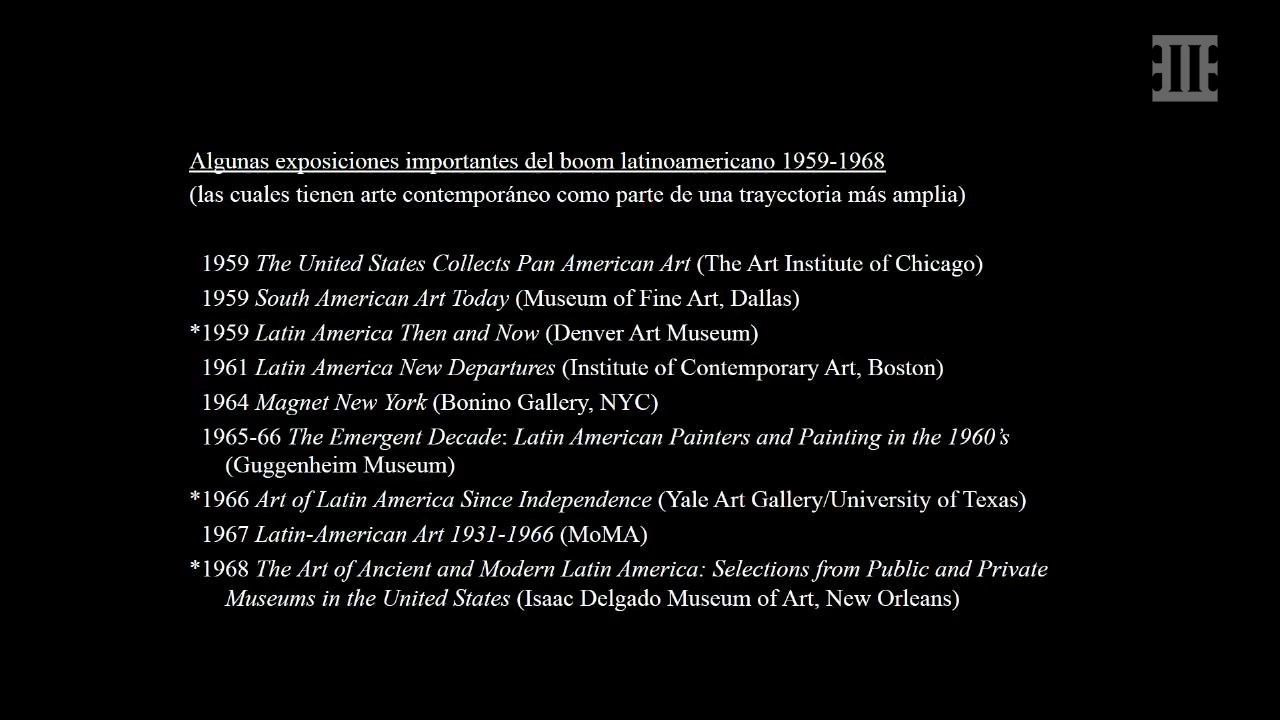 Algunas exposiciones importantes del boom latinoamericano 1959-1968
(las cuales tienen arte contemporáneo como parte de una trayectoria más amplia)
1959 The United States Collects Pan American Art (The Art Institute of Chicago)
1959 South American Art Today (Museum of Fine Art, Dallas)
*1959 Latin America Then and Now (Denver Art Museum)
1961 Latin America New Departures (Institute of Contemporary Art, Boston)
1964 Magnet New York (Bonino Gallery, NYC)
1965-66 The Emergent Decade: Latin American Painters and Painting in the 1960’s
(Guggenheim Museum)
*1966 Art of Latin America Since Independence (Yale Art Gallery/University of Texas)
1967 Latin-American Art 1931-1966 (MoMA)
*1968 The Art of Ancient and Modern Latin America: Selections from Public and Private
Museums in the United States (Isaac Delgado Museum of Art, New Orleans)